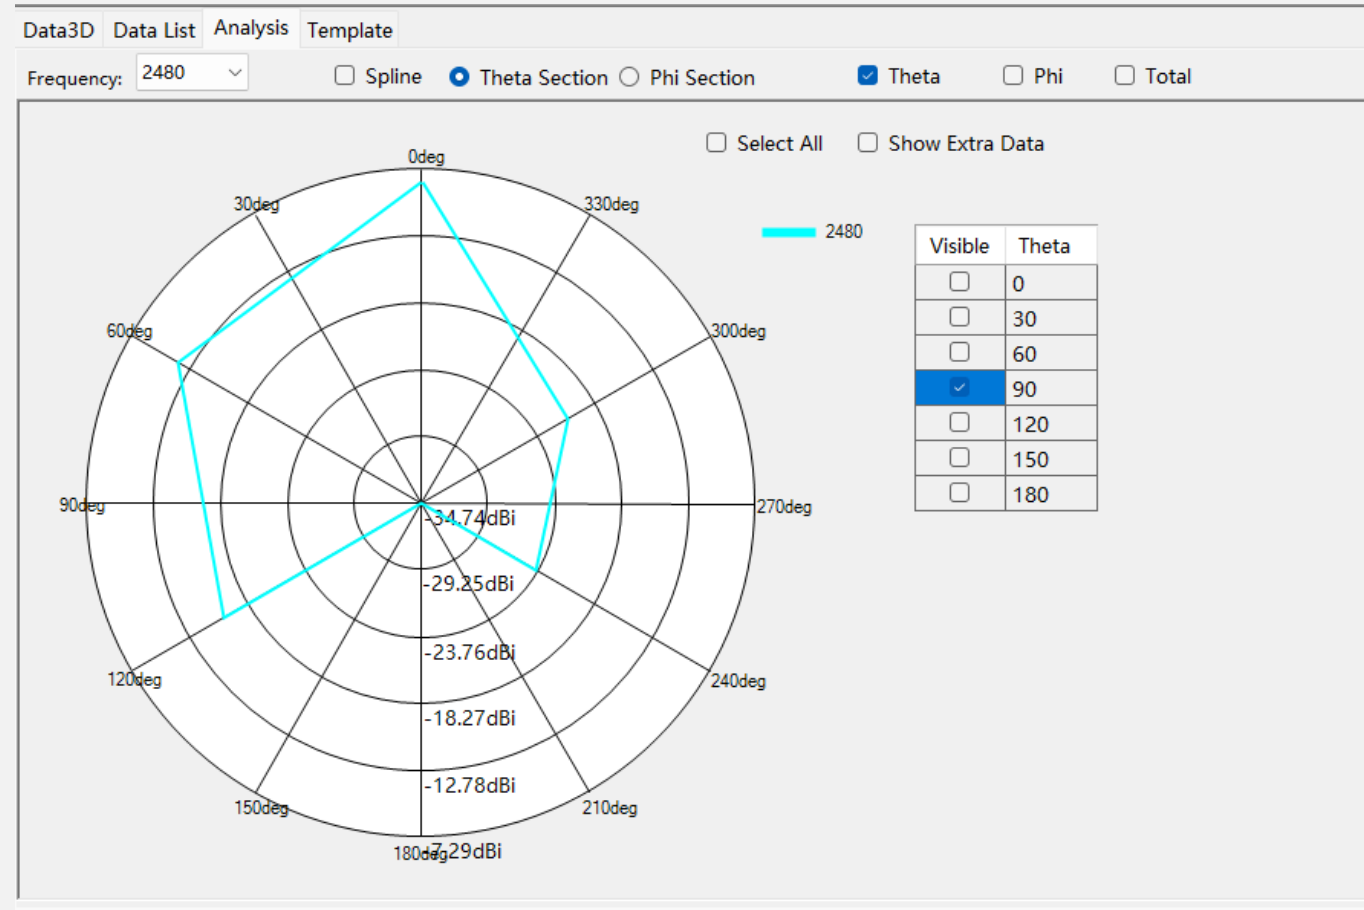 Data3D Data List Analysis Template
Frequency: 2480 Spline Theta Section Phi Section Theta Phi Total
Select All Show Extra Data
0deg
30deg 330deg
2480
Visible Theta
0
30
60deg 300deg
60
90
120
150
180
90deg 270deg
-34.74dBi
-29.25dBi
-23.76dBi
120deg 240deg
-18.27dBi
-12.78dBi
150deg 210deg
180deg -7.29dBi